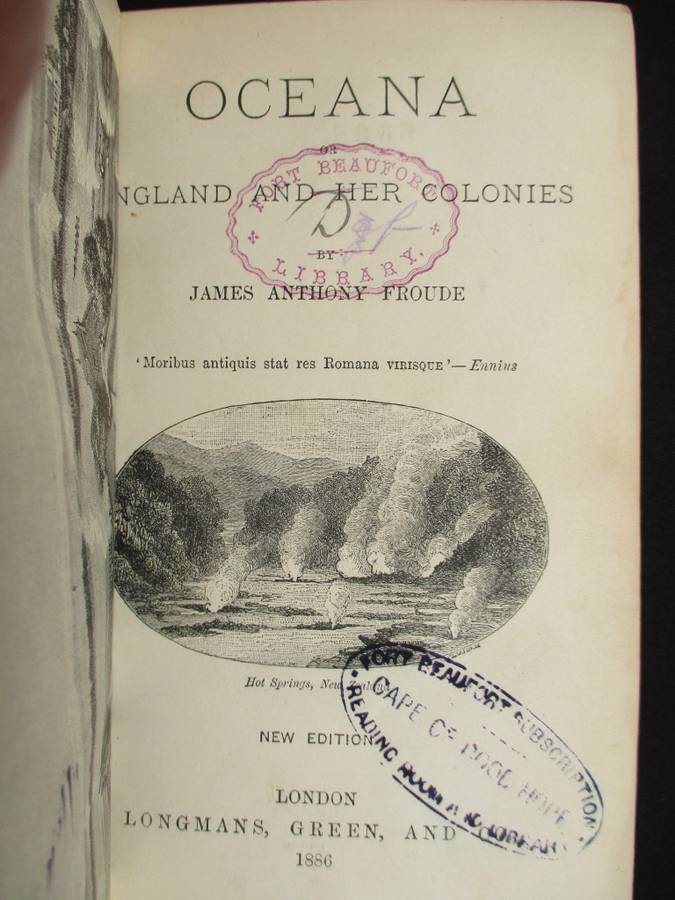 OCEANA
OR
NGLAND AND HER COLONIES
BY
JAMES ANTHONY FROUDE
FORT BEAUFORT
LIBRARY.
'Moribus antiquis stat res Romana VIRISQUE'—Ennius
Hot Springs, New Zealand
FORT BEAUFORT SUBSCRIPTION
CAPE OF GOOD HOPE
READING ROOM AND LIBRARY
NEW EDITION
LONDON
LONGMANS, GREEN, AND
1886